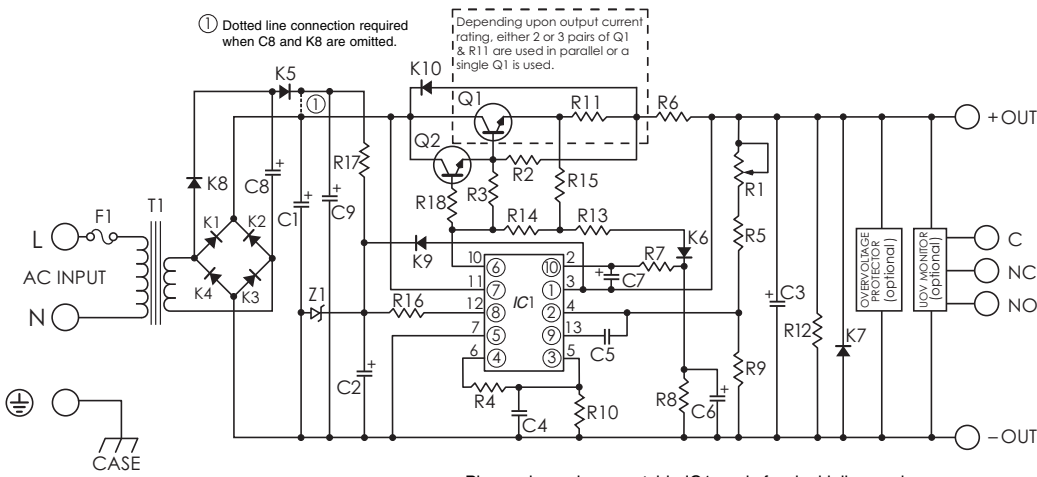 ① Dotted line connection required
when C8 and K8 are omitted.
Depending upon output current
rating, either 2 or 3 pairs of Q1
& R11 are used in parallel or a
single Q1 is used.
K5
①
K10
Q1
R11
R6
+OUT
Q2
R17
K8
C8
+
C1
+
C9
+
R18
R3
R2
R15
R1
R14
R13
R5
F1
T1
L
AC INPUT
N
K1
K2
K4
K3
K9
K6
R7
C7
+
Z1
R16
IC1
10
11
12
7
6
⑥
⑦
⑧
⑤
④
⑩
①
②
⑨
③
2
3
4
13
5
C5
C2
+
R4
C4
R10
R8
C6
+
R9
C3
+
R12
K7
OVERVOLTAGE
PROTECTOR
(optional)
UOV MONITOR
(optional)
C
NC
NO
CASE
–OUT